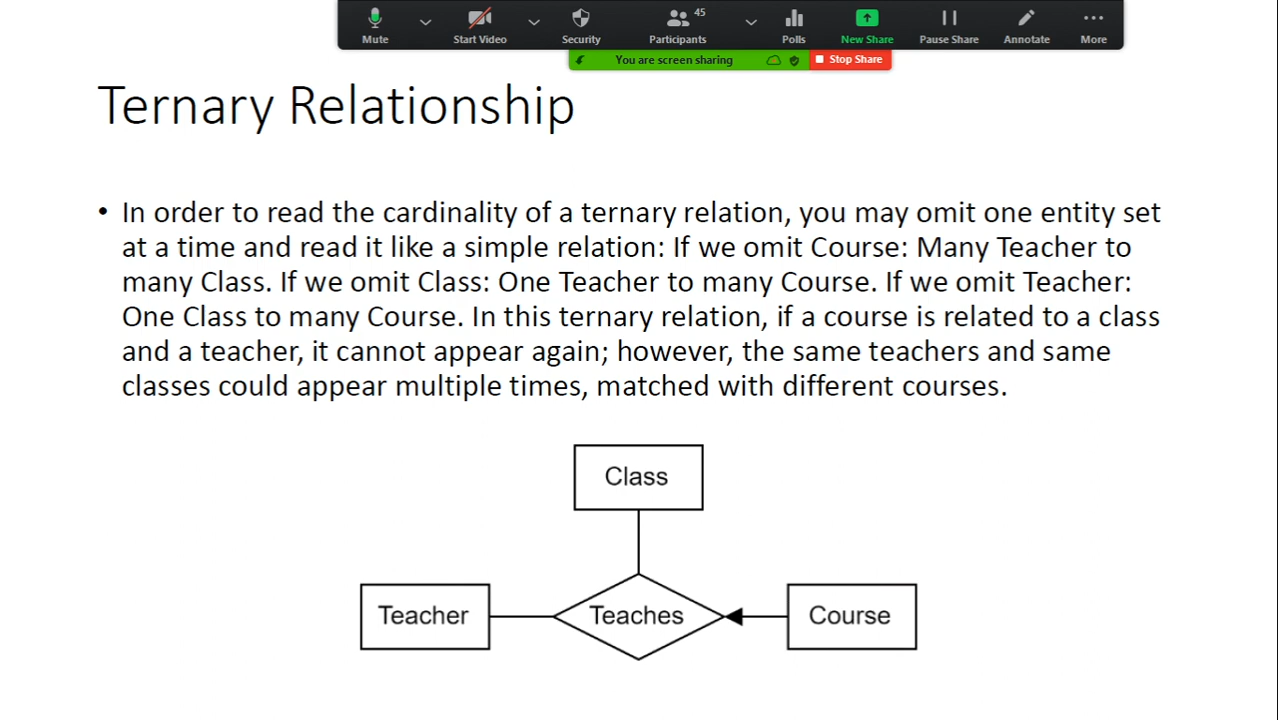 45
Mute Start Video Security Participants Polls New Share Pause Share Annotate More
You are screen sharing Stop Share
Ternary Relationship
• In order to read the cardinality of a ternary relation, you may omit one entity set
at a time and read it like a simple relation: If we omit Course: Many Teacher to
many Class. If we omit Class: One Teacher to many Course. If we omit Teacher:
One Class to many Course. In this ternary relation, if a course is related to a class
and a teacher, it cannot appear again; however, the same teachers and same
classes could appear multiple times, matched with different courses.
Class
Teacher Teaches Course